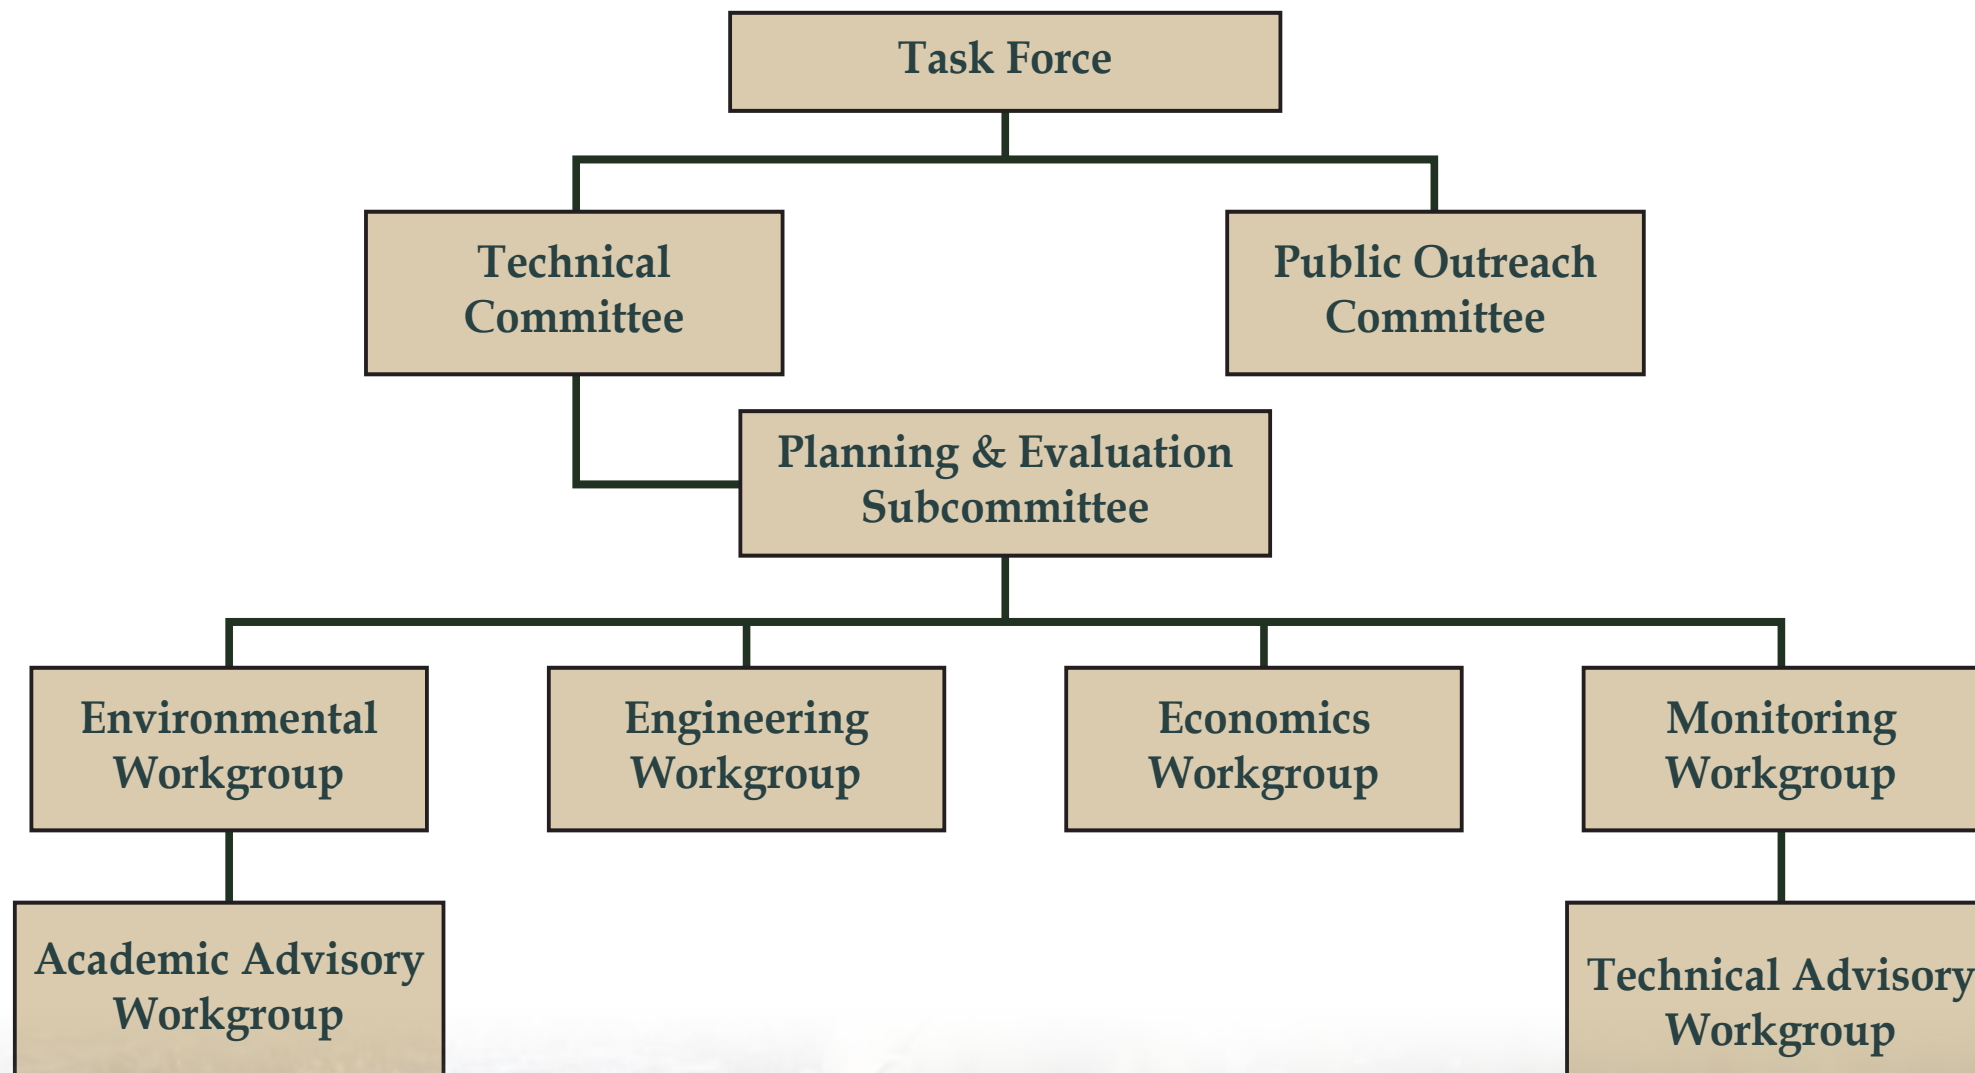 Task Force
Technical
Committee
Public Outreach
Committee
Planning & Evaluation
Subcommittee
Environmental
Workgroup
Engineering
Workgroup
Economics
Workgroup
Monitoring
Workgroup
Academic Advisory
Workgroup
Technical Advisory
Workgroup